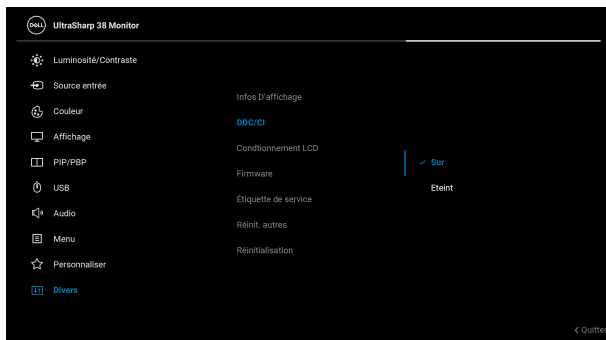 DELL UltraSharp 38 Monitor
Luminosité/Contraste
Source entrée
Couleur
Affichage
PIP/PBP
USB
Audio
Menu
Personnaliser
Divers
Infos D'affichage
DDC/CI
Condtionnement LCD
Firmware
Étiquette de service
Réinit. autres
Réinitialisation
Sur
Eteint
Quitter